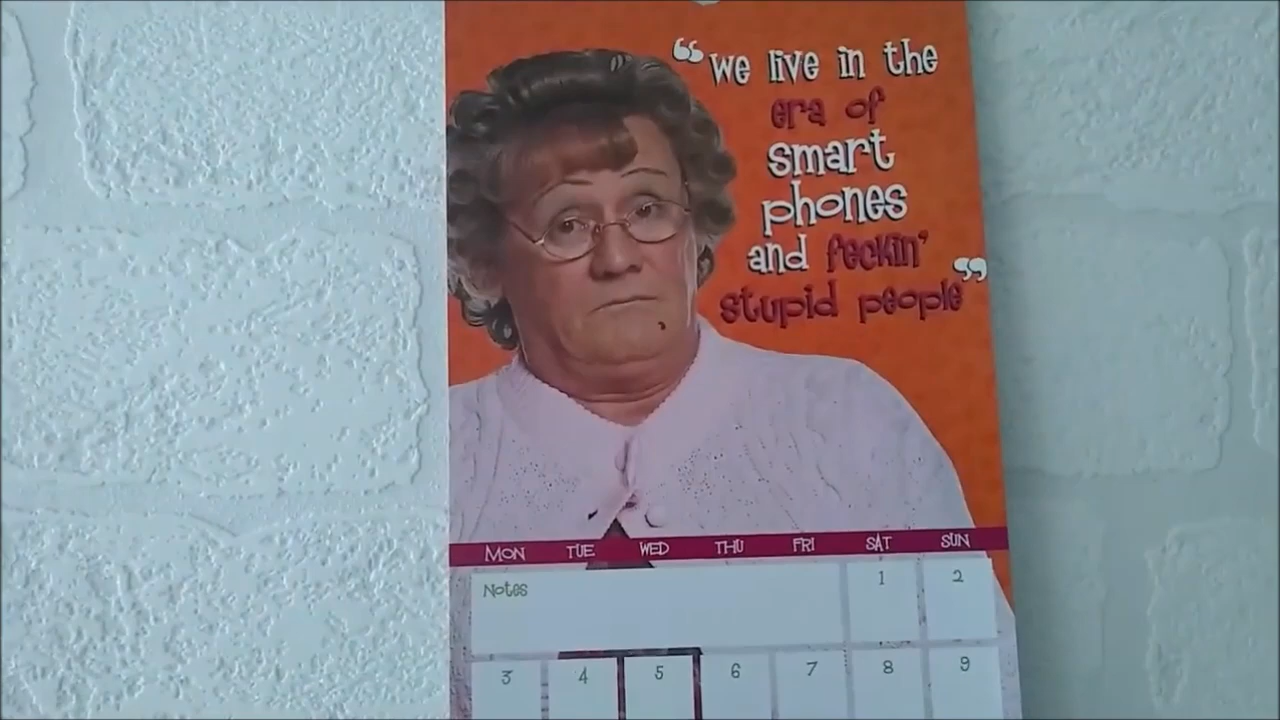 “we live in the
era of
smart
phones
and feckin'
stupid people”
MON TUE WED THU FRI SAT SUN
Notes 1 2
3 4 5 6 7 8 9